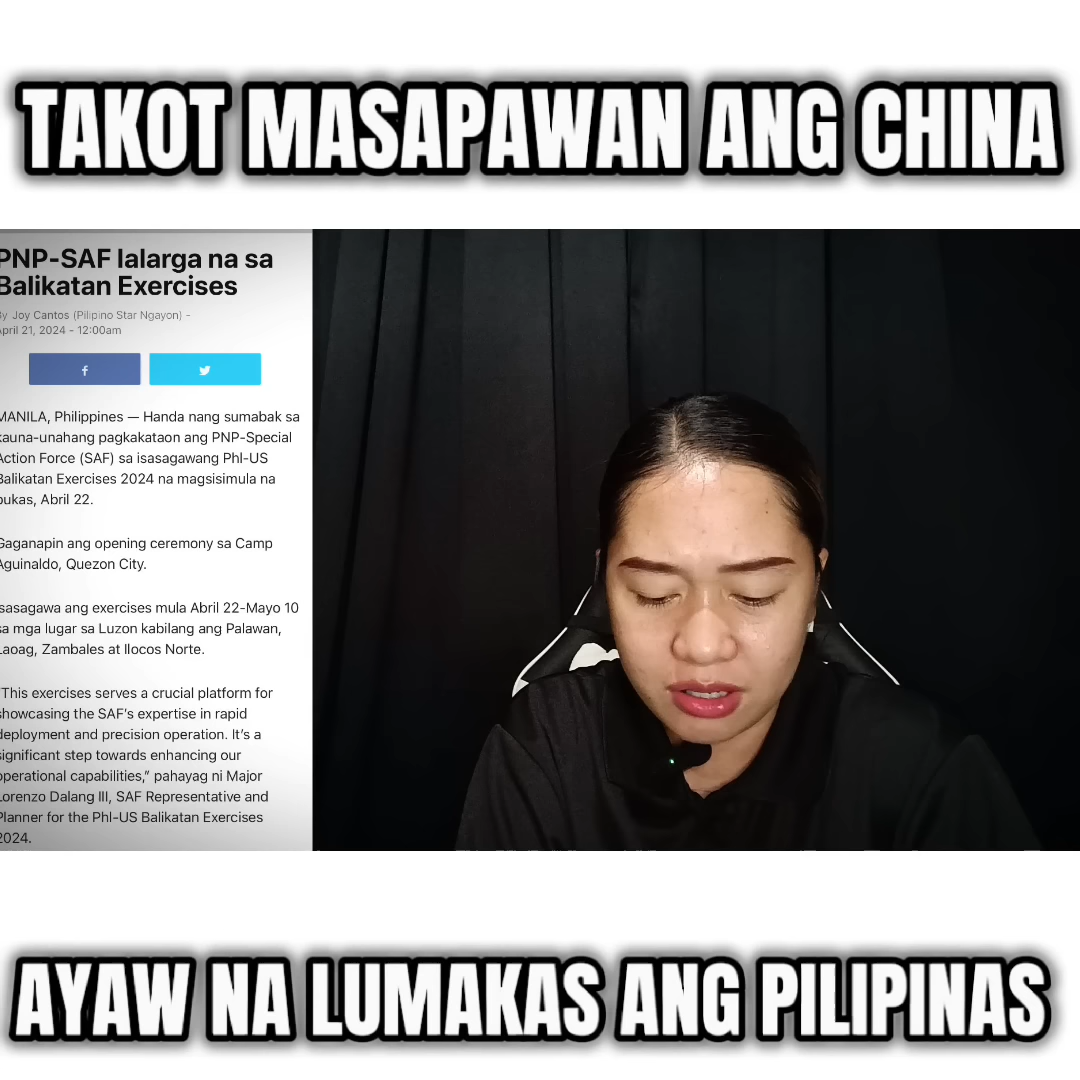 TAKOT MASAPAWAN ANG CHINA
PNP-SAF lalarga na sa
Balikatan Exercises
By Joy Cantos (Pilipino Star Ngayon) -
April 21, 2024 - 12:00am
MANILA, Philippines — Handa nang sumabak sa
kauna-unahang pagkakataon ang PNP-Special
Action Force (SAF) sa isasagawang Phl-US
Balikatan Exercises 2024 na magsisimula na
bukas, Abril 22.
Gaganapin ang opening ceremony sa Camp
Aguinaldo, Quezon City.
Isasagawa ang exercises mula Abril 22-Mayo 10
sa mga lugar sa Luzon kabilang ang Palawan,
Laoag, Zambales at Ilocos Norte.
“This exercises serves a crucial platform for
showcasing the SAF’s expertise in rapid
deployment and precision operation. It’s a
significant step towards enhancing our
operational capabilities,” pahayag ni Major
Lorenzo Dalang III, SAF Representative and
Planner for the Phl-US Balikatan Exercises
2024.
AYAW NA LUMAKAS ANG PILIPINAS